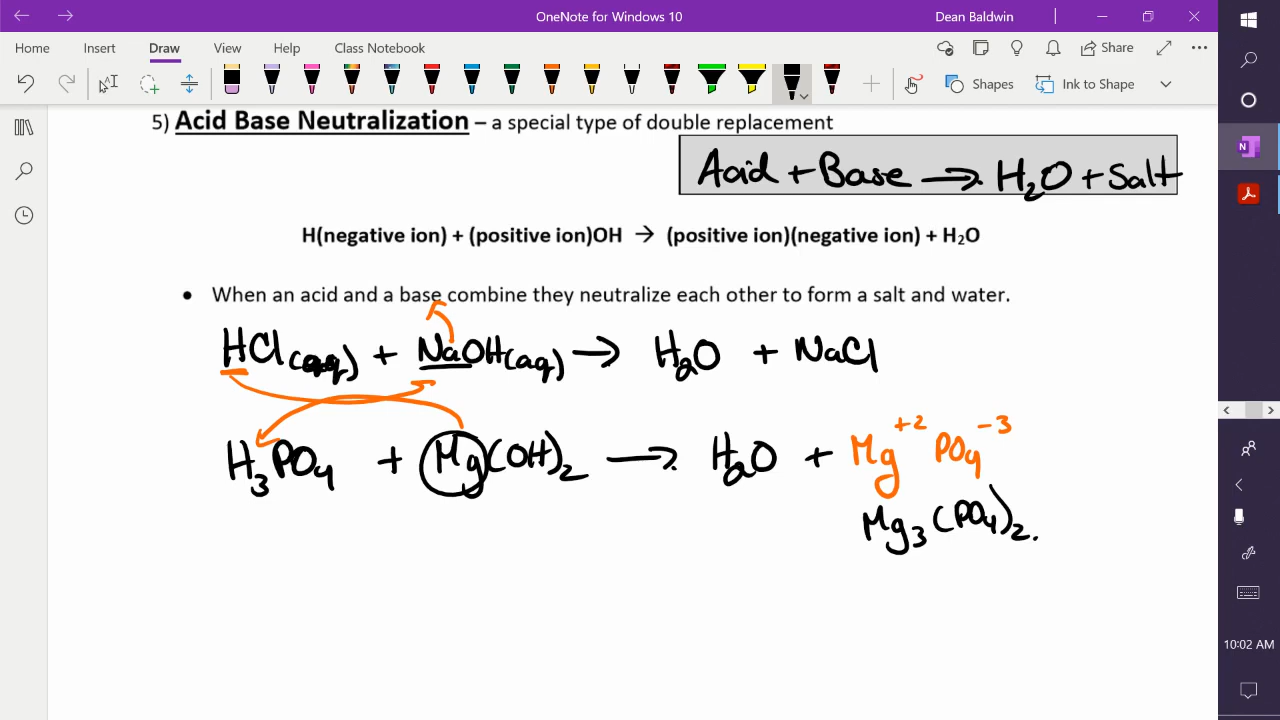 OneNote for Windows 10
Dean Baldwin
Home Insert Draw View Help Class Notebook
Share
Shapes
Ink to Shape
5) Acid Base Neutralization – a special type of double replacement
Acid + Base → H₂O + Salt
H(negative ion) + (positive ion)OH → (positive ion)(negative ion) + H₂O
• When an acid and a base combine they neutralize each other to form a salt and water.
HCl(aq) + NaOH(aq) → H₂O + NaCl
H₃PO₄ + Mg(OH)₂ → H₂O + Mg⁺² PO₄⁻³
Mg₃(PO₄)₂.
10:02 AM